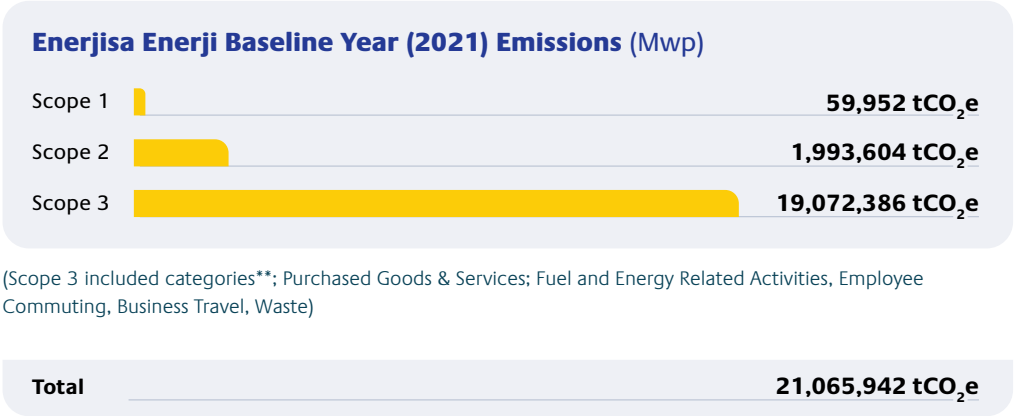 Enerjisa Enerji Baseline Year (2021) Emissions (Mwp)
Scope 1 59,952 tCO₂e
Scope 2 1,993,604 tCO₂e
Scope 3 19,072,386 tCO₂e
(Scope 3 included categories**; Purchased Goods & Services; Fuel and Energy Related Activities, Employee
Commuting, Business Travel, Waste)
Total 21,065,942 tCO₂e